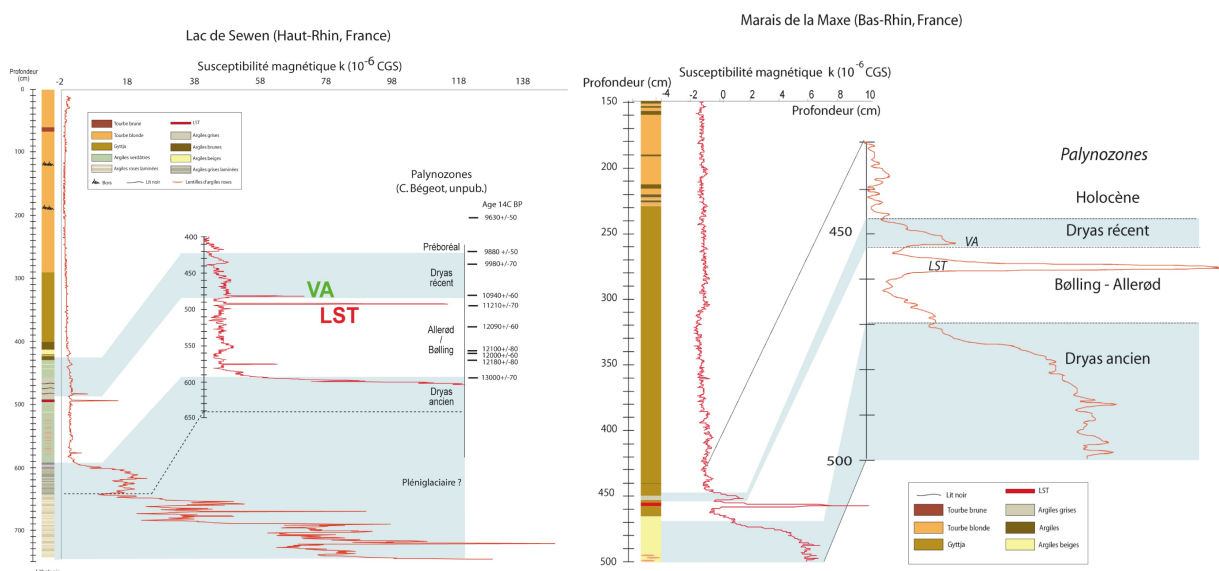 Lac de Sewen (Haut-Rhin, France)
Susceptibilité magnétique k (10⁻⁶ CGS)
Profondeur
(cm)
-2 18 38 58 78 98 118 138
0
100
200
300
400
500
600
700
Tourbe brune
Tourbe blonde
Gyttja
Argiles verdâtres
Argiles roses laminées
Bois
LST
Argiles grises
Argiles brunes
Argiles beiges
Argiles grises laminées
Lit noir
Lentilles d'argiles roses
Palynozones
(C. Bégeot, unpub.)
Age 14C BP
9630+/-50
9880 +/-50
9980+/-70
10940+/-60
11210+/-70
12090+/-60
12100+/-80
12000+/-60
12180+/-80
13000+/-70
Préboréal
Dryas
récent
Allerød
/
Bølling
Dryas
ancien
Pléniglaciaire ?
400
450
500
550
600
650
VA
LST
Marais de la Maxe (Bas-Rhin, France)
Susceptibilité magnétique k (10⁻⁶ CGS)
Profondeur (cm)
-4 -2 0 2 4 6 8 10
Profondeur (cm)
150
200
250
300
350
400
450
500
450
500
Palynozones
Holocène
Dryas récent
VA
LST
Bølling - Allerød
Dryas ancien
Lit noir
Tourbe brune
Tourbe blonde
Gyttja
LST
Argiles grises
Argiles
Argiles beiges